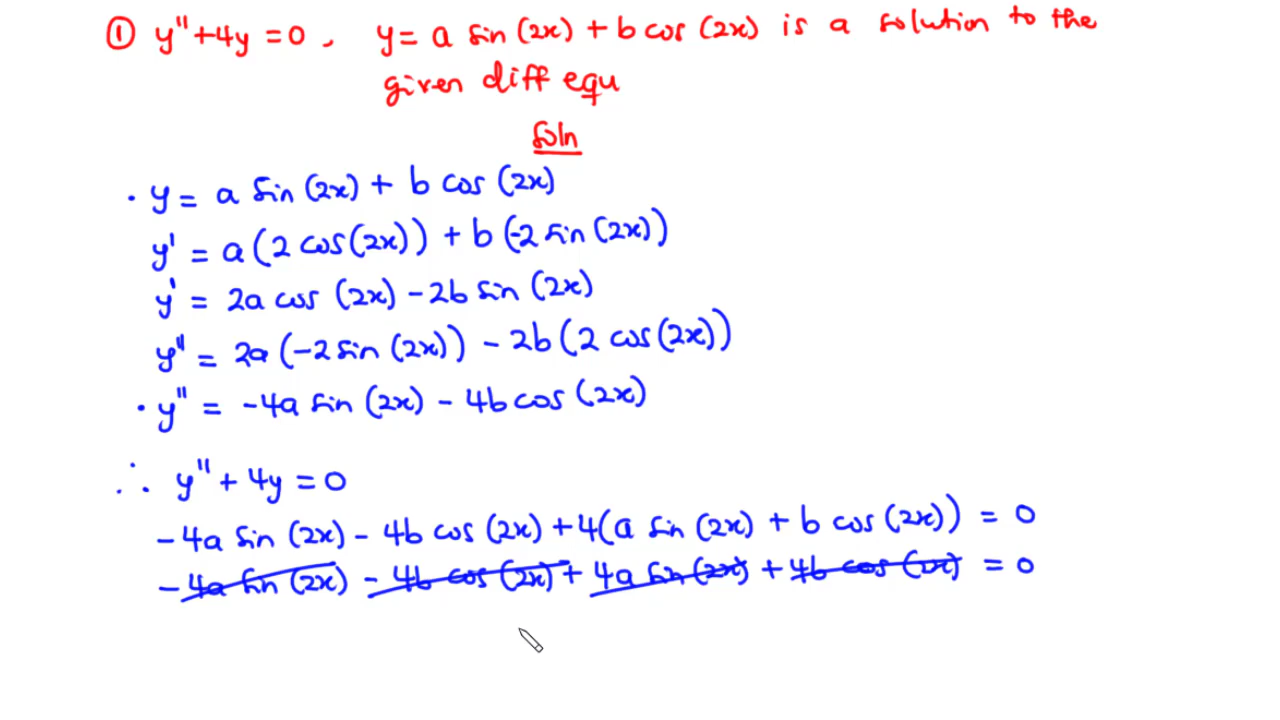 ① y'' + 4y = 0 , y = a sin (2x) + b cos (2x) is a solution to the
given diff equ
Soln
· y = a sin (2x) + b cos (2x)
y' = a (2 cos (2x)) + b (-2 sin (2x))
y' = 2a cos (2x) - 2b sin (2x)
y'' = 2a (-2 sin (2x)) - 2b (2 cos (2x))
· y'' = -4a sin (2x) - 4b cos (2x)
∴ y'' + 4y = 0
-4a sin (2x) - 4b cos (2x) + 4(a sin (2x) + b cos (2x)) = 0
-4a sin (2x) - 4b cos (2x) + 4a sin (2x) + 4b cos (2x) = 0